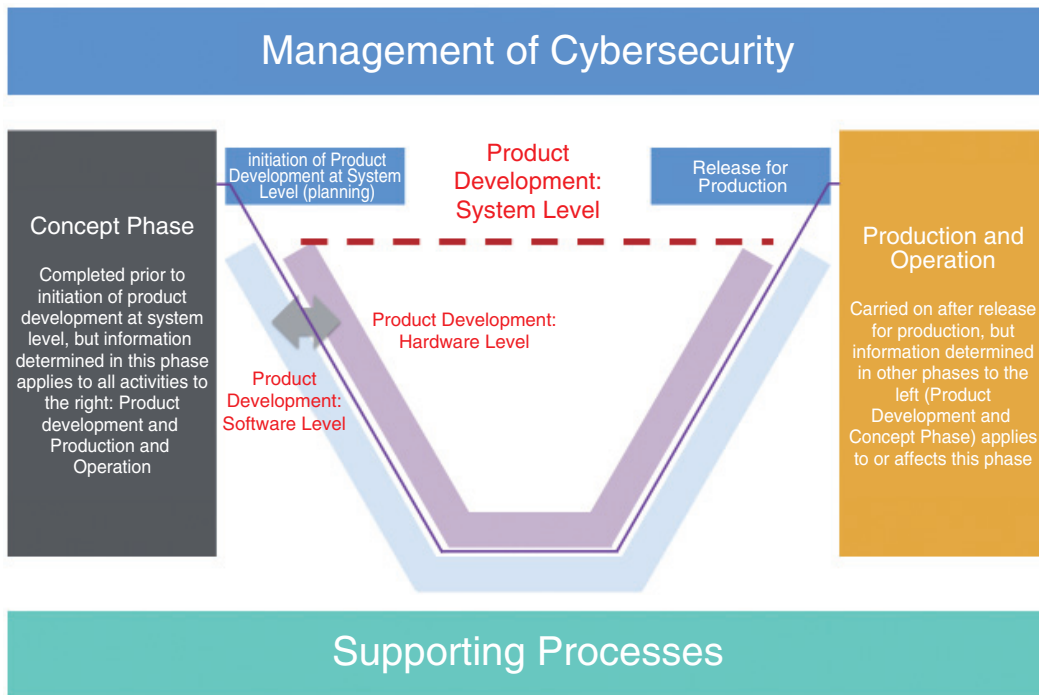 Management of Cybersecurity
initiation of Product
Development at System
Level (planning)
Product
Development:
System Level
Release for
Production
Concept Phase
Completed prior to
initiation of product
development at system
level, but information
determined in this phase
applies to all activities to
the right: Product
development and
Production and
Operation
Product Development:
Hardware Level
Product
Development:
Software Level
Production and
Operation
Carried on after release
for production, but
information determined
in other phases to the
left (Product
Development and
Concept Phase) applies
to or affects this phase
Supporting Processes